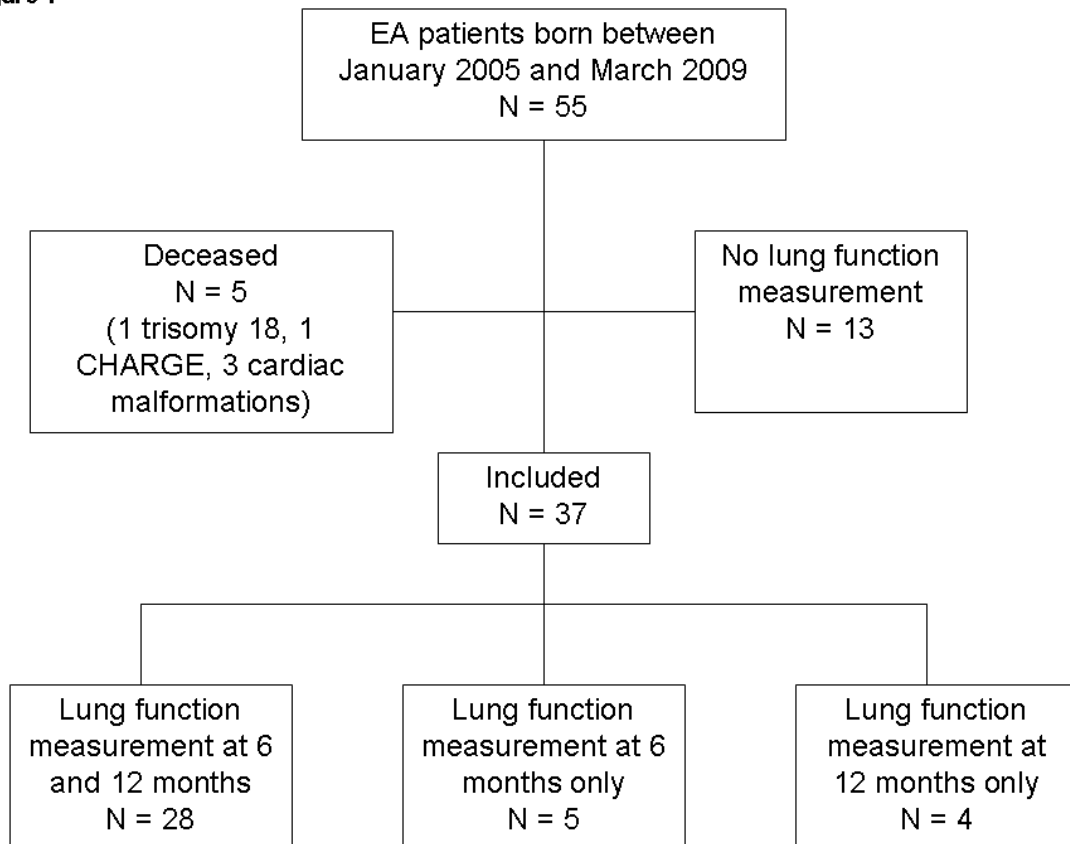 EA patients born between
January 2005 and March 2009
N = 55
Deceased
N = 5
(1 trisomy 18, 1
CHARGE, 3 cardiac
malformations)
No lung function
measurement
N = 13
Included
N = 37
Lung function
measurement at 6
and 12 months
N = 28
Lung function
measurement at 6
months only
N = 5
Lung function
measurement at
12 months only
N = 4